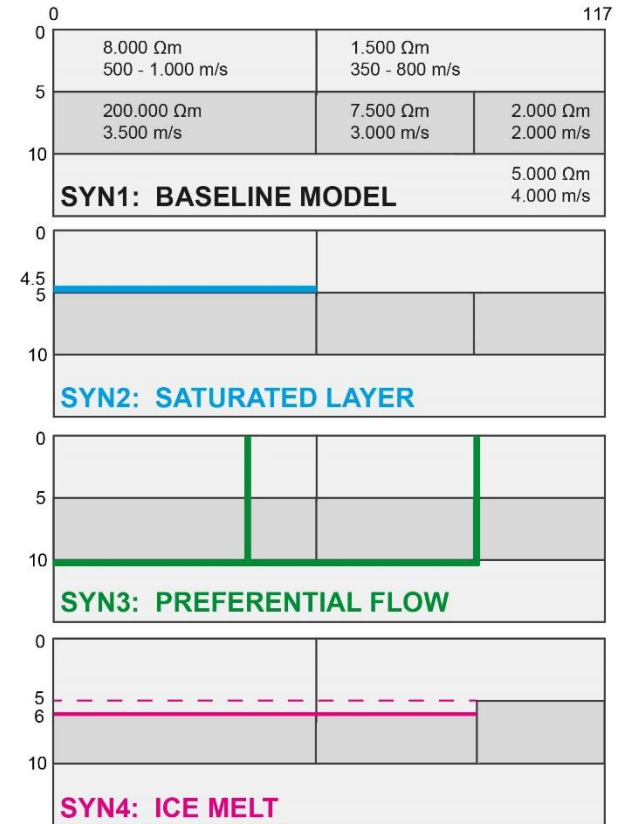 0 117
0
8.000 Ωm 1.500 Ωm
500 - 1.000 m/s 350 - 800 m/s
5
200.000 Ωm 7.500 Ωm 2.000 Ωm
3.500 m/s 3.000 m/s 2.000 m/s
10
5.000 Ωm
SYN1: BASELINE MODEL 4.000 m/s
0
4.5
5
10
SYN2: SATURATED LAYER
0
5
10
SYN3: PREFERENTIAL FLOW
0
5
6
10
SYN4: ICE MELT